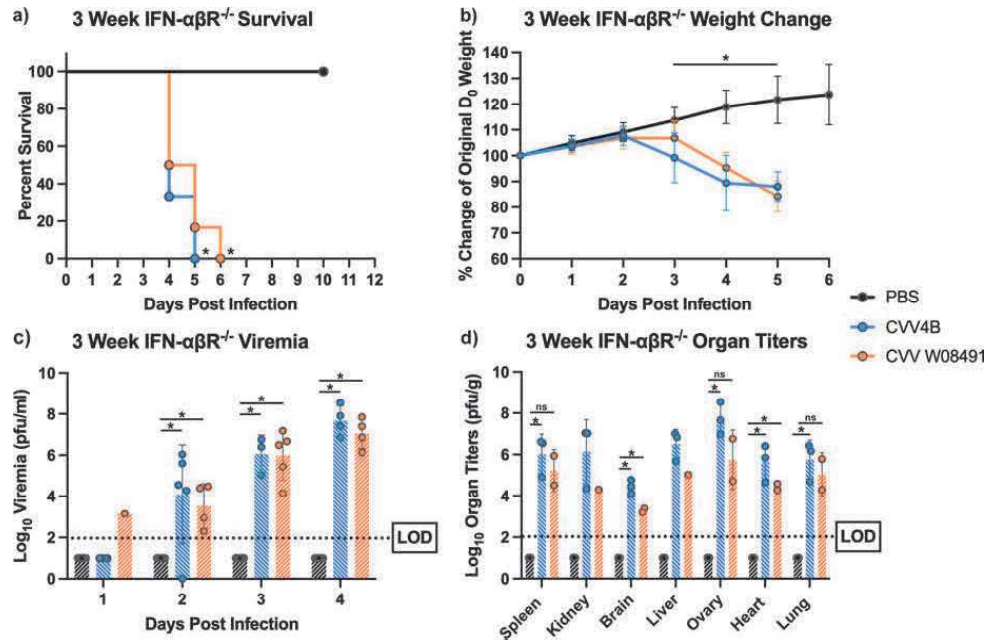 a) 3 Week IFN-αβR-/- Survival
Percent Survival
100
80
60
40
20
0
* *
0 1 2 3 4 5 6 7 8 9 10 11 12
Days Post Infection
b) 3 Week IFN-αβR-/- Weight Change
% Change of Original D0 Weight
140
130
120
110
100
90
80
70
60
*
0 1 2 3 4 5 6
Days Post Infection
PBS
CVV4B
CVV W08491
c) 3 Week IFN-αβR-/- Viremia
Log10 Viremia (pfu/ml)
10
8
6
4
2
0
* * * * * *
LOD
1 2 3 4
Days Post Infection
d) 3 Week IFN-αβR-/- Organ Titers
Log10 Organ Titers (pfu/g)
10
8
6
4
2
0
ns * * * ns * * * ns *
LOD
Spleen Kidney Brain Liver Ovary Heart Lung